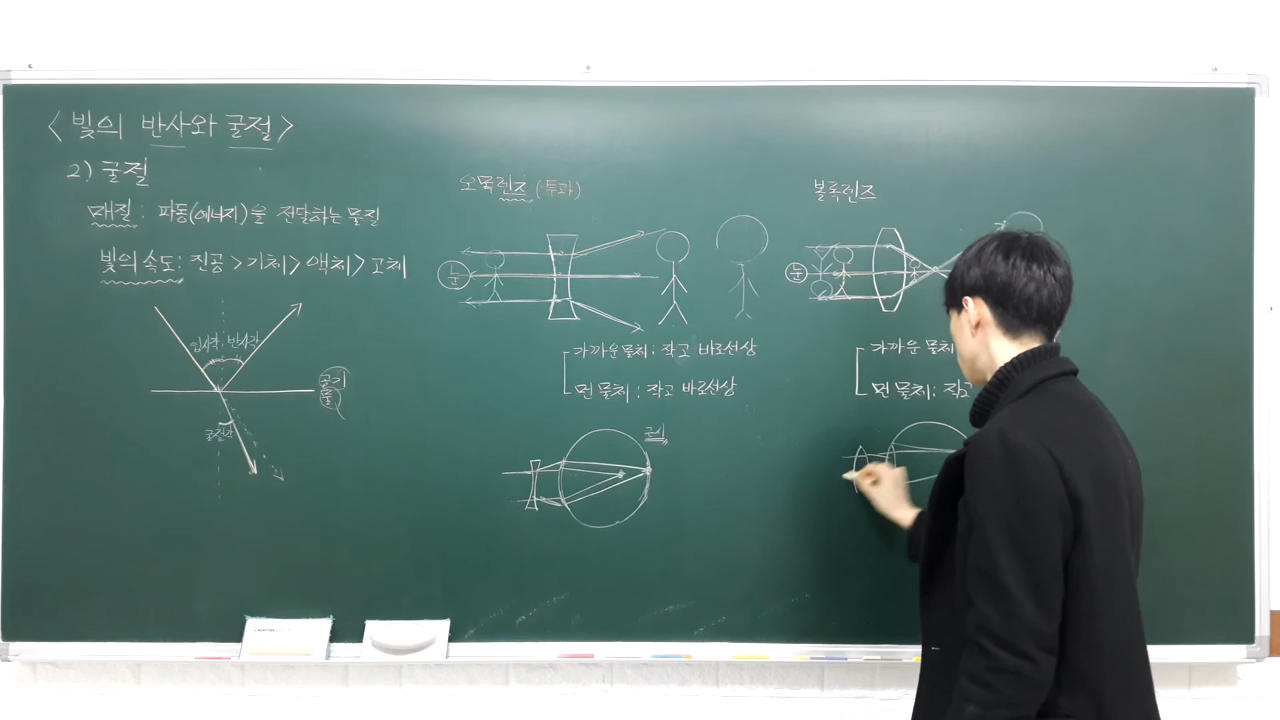 <빛의 반사와 굴절>
2) 굴절
매질 : 파동(에너지)을 전달하는 물질
빛의 속도 : 진공 > 기체 > 액체 > 고체
입사각 반사각
공기
물
굴절각
오목렌즈 (투과)
눈
가까운 물체 : 작고 바로선상
먼 물체 : 작고 바로선상
근시
볼록렌즈
눈
가까운 물체
먼 물체 : 작고